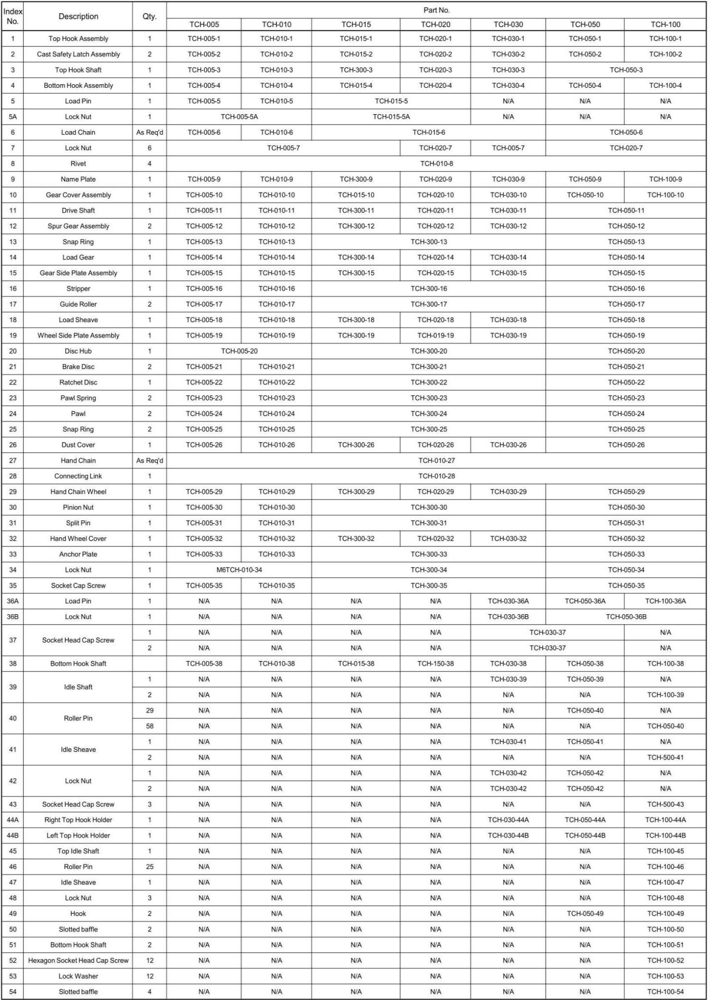 Index No. Description Qty. Part No.
TCH-005 TCH-010 TCH-015 TCH-020 TCH-030 TCH-050 TCH-100
1 Top Hook Assembly 1 TCH-005-1 TCH-010-1 TCH-015-1 TCH-020-1 TCH-030-1 TCH-050-1 TCH-100-1
2 Cast Safety Latch Assembly 2 TCH-005-2 TCH-010-2 TCH-015-2 TCH-020-2 TCH-030-2 TCH-050-2 TCH-100-2
3 Top Hook Shaft 1 TCH-005-3 TCH-010-3 TCH-300-3 TCH-020-3 TCH-030-3 TCH-050-3
4 Bottom Hook Assembly 1 TCH-005-4 TCH-010-4 TCH-015-4 TCH-020-4 TCH-030-4 TCH-050-4 TCH-100-4
5 Load Pin 1 TCH-005-5 TCH-010-5 TCH-015-5 N/A N/A N/A
5A Lock Nut 1 TCH-005-5A TCH-015-5A N/A N/A N/A
6 Load Chain As Req'd TCH-005-6 TCH-010-6 TCH-015-6 TCH-050-6
7 Lock Nut 6 TCH-005-7 TCH-020-7 TCH-005-7 TCH-020-7
8 Rivet 4 TCH-010-8
9 Name Plate 1 TCH-005-9 TCH-010-9 TCH-300-9 TCH-020-9 TCH-030-9 TCH-050-9 TCH-100-9
10 Gear Cover Assembly 1 TCH-005-10 TCH-010-10 TCH-015-10 TCH-020-10 TCH-030-10 TCH-050-10 TCH-100-10
11 Drive Shaft 1 TCH-005-11 TCH-010-11 TCH-300-11 TCH-020-11 TCH-030-11 TCH-050-11
12 Spur Gear Assembly 2 TCH-005-12 TCH-010-12 TCH-300-12 TCH-020-12 TCH-030-12 TCH-050-12
13 Snap Ring 1 TCH-005-13 TCH-010-13 TCH-300-13 TCH-050-13
14 Load Gear 1 TCH-005-14 TCH-010-14 TCH-300-14 TCH-020-14 TCH-030-14 TCH-050-14
15 Gear Side Plate Assembly 1 TCH-005-15 TCH-010-15 TCH-300-15 TCH-020-15 TCH-030-15 TCH-050-15
16 Stripper 1 TCH-005-16 TCH-010-16 TCH-300-16 TCH-050-16
17 Guide Roller 2 TCH-005-17 TCH-010-17 TCH-300-17 TCH-050-17
18 Load Sheave 1 TCH-005-18 TCH-010-18 TCH-300-18 TCH-020-18 TCH-030-18 TCH-050-18
19 Wheel Side Plate Assembly 1 TCH-005-19 TCH-010-19 TCH-300-19 TCH-019-19 TCH-030-19 TCH-050-19
20 Disc Hub 1 TCH-005-20 TCH-300-20 TCH-050-20
21 Brake Disc 2 TCH-005-21 TCH-010-21 TCH-300-21 TCH-050-21
22 Ratchet Disc 1 TCH-005-22 TCH-010-22 TCH-300-22 TCH-050-22
23 Pawl Spring 2 TCH-005-23 TCH-010-23 TCH-300-23 TCH-050-23
24 Pawl 2 TCH-005-24 TCH-010-24 TCH-300-24 TCH-050-24
25 Snap Ring 2 TCH-005-25 TCH-010-25 TCH-300-25 TCH-050-25
26 Dust Cover 1 TCH-005-26 TCH-010-26 TCH-300-26 TCH-020-26 TCH-030-26 TCH-050-26
27 Hand Chain As Req'd TCH-010-27
28 Connecting Link 1 TCH-010-28
29 Hand Chain Wheel 1 TCH-005-29 TCH-010-29 TCH-300-29 TCH-020-29 TCH-030-29 TCH-050-29
30 Pinion Nut 1 TCH-005-30 TCH-010-30 TCH-300-30 TCH-050-30
31 Split Pin 1 TCH-005-31 TCH-010-31 TCH-300-31 TCH-050-31
32 Hand Wheel Cover 1 TCH-005-32 TCH-010-32 TCH-300-32 TCH-020-32 TCH-030-32 TCH-050-32
33 Anchor Plate 1 TCH-005-33 TCH-010-33 TCH-300-33 TCH-050-33
34 Lock Nut 1 M6TCH-010-34 TCH-300-34 TCH-050-34
35 Socket Cap Screw 1 TCH-005-35 TCH-010-35 TCH-300-35 TCH-050-35
36A Load Pin 1 N/A N/A N/A N/A TCH-030-36A TCH-050-36A TCH-100-36A
36B Lock Nut 1 N/A N/A N/A N/A TCH-030-36B TCH-050-36B
37 Socket Head Cap Screw 1 N/A N/A N/A N/A TCH-030-37 N/A
2 N/A N/A N/A N/A TCH-030-37 N/A
38 Bottom Hook Shaft TCH-005-38 TCH-010-38 TCH-015-38 TCH-150-38 TCH-030-38 TCH-050-38 TCH-100-38
39 Idle Shaft 1 N/A N/A N/A N/A TCH-030-39 TCH-050-39 N/A
2 N/A N/A N/A N/A N/A N/A TCH-100-39
40 Roller Pin 29 N/A N/A N/A N/A N/A TCH-050-40 N/A
58 N/A N/A N/A N/A N/A N/A TCH-050-40
41 Idle Sheave 1 N/A N/A N/A N/A TCH-030-41 TCH-050-41 N/A
2 N/A N/A N/A N/A N/A N/A TCH-500-41
42 Lock Nut 1 N/A N/A N/A N/A TCH-030-42 TCH-050-42 N/A
2 N/A N/A N/A N/A TCH-030-42 TCH-050-42 N/A
43 Socket Head Cap Screw 3 N/A N/A N/A N/A N/A N/A TCH-500-43
44A Right Top Hook Holder 1 N/A N/A N/A N/A TCH-030-44A TCH-050-44A TCH-100-44A
44B Left Top Hook Holder 1 N/A N/A N/A N/A TCH-030-44B TCH-050-44B TCH-100-44B
45 Top Idle Shaft 1 N/A N/A N/A N/A N/A N/A TCH-100-45
46 Roller Pin 25 N/A N/A N/A N/A N/A N/A TCH-100-46
47 Idle Sheave 1 N/A N/A N/A N/A N/A N/A TCH-100-47
48 Lock Nut 3 N/A N/A N/A N/A N/A N/A TCH-100-48
49 Hook 2 N/A N/A N/A N/A N/A TCH-050-49 TCH-100-49
50 Slotted baffle 2 N/A N/A N/A N/A N/A N/A TCH-100-50
51 Bottom Hook Shaft 2 N/A N/A N/A N/A N/A N/A TCH-100-51
52 Hexagon Socket Head Cap Screw 12 N/A N/A N/A N/A N/A N/A TCH-100-52
53 Lock Washer 12 N/A N/A N/A N/A N/A N/A TCH-100-53
54 Slotted baffle 4 N/A N/A N/A N/A N/A N/A TCH-100-54